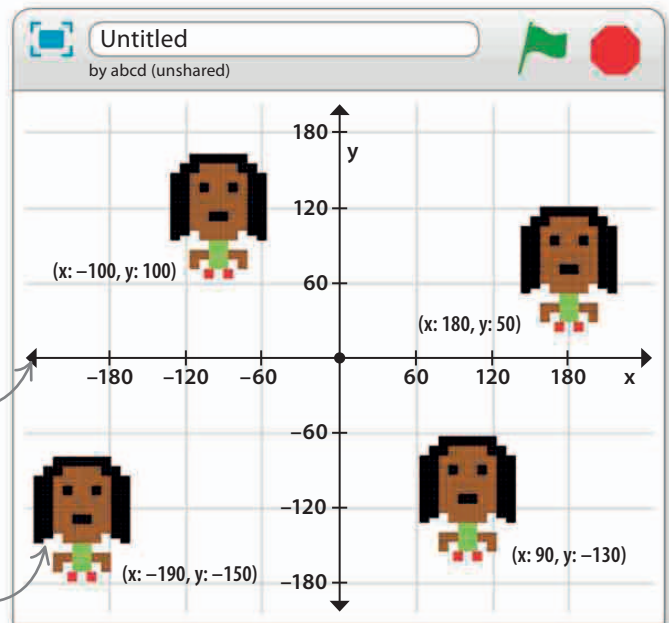 Untitled
by abcd (unshared)
180
y
120
(x: −100, y: 100)
60
(x: 180, y: 50)
−180 −120 −60 60 120 180 x
−60
−120
(x: 90, y: −130)
(x: −190, y: −150)
−180